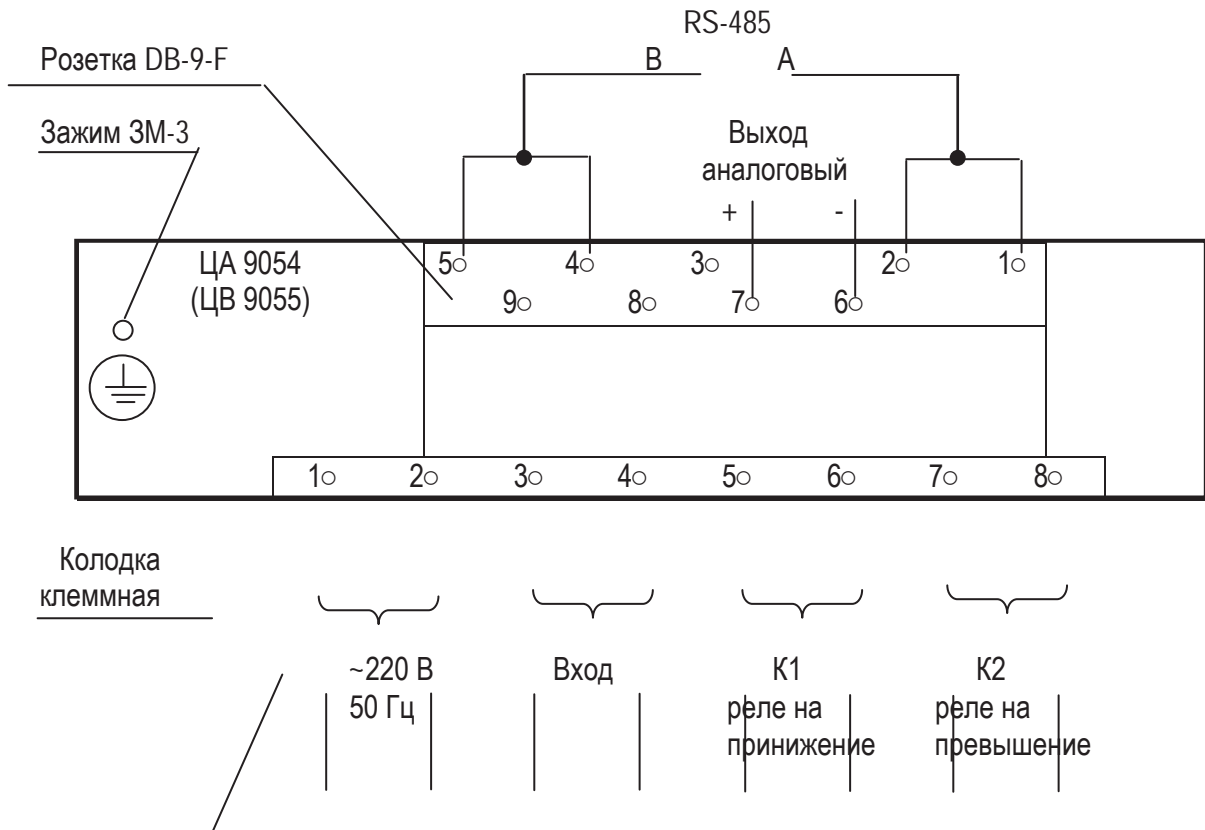 RS-485
Розетка DB-9-F
В А
Зажим ЗМ-3
Выход
аналоговый
+ -
ЦА 9054
(ЦВ 9055)
5 4 3 2 1
9 8 7 6
1 2 3 4 5 6 7 8
Колодка
клеммная
~220 В
50 Гц
Вход
К1
реле на
принижение
К2
реле на
превышение